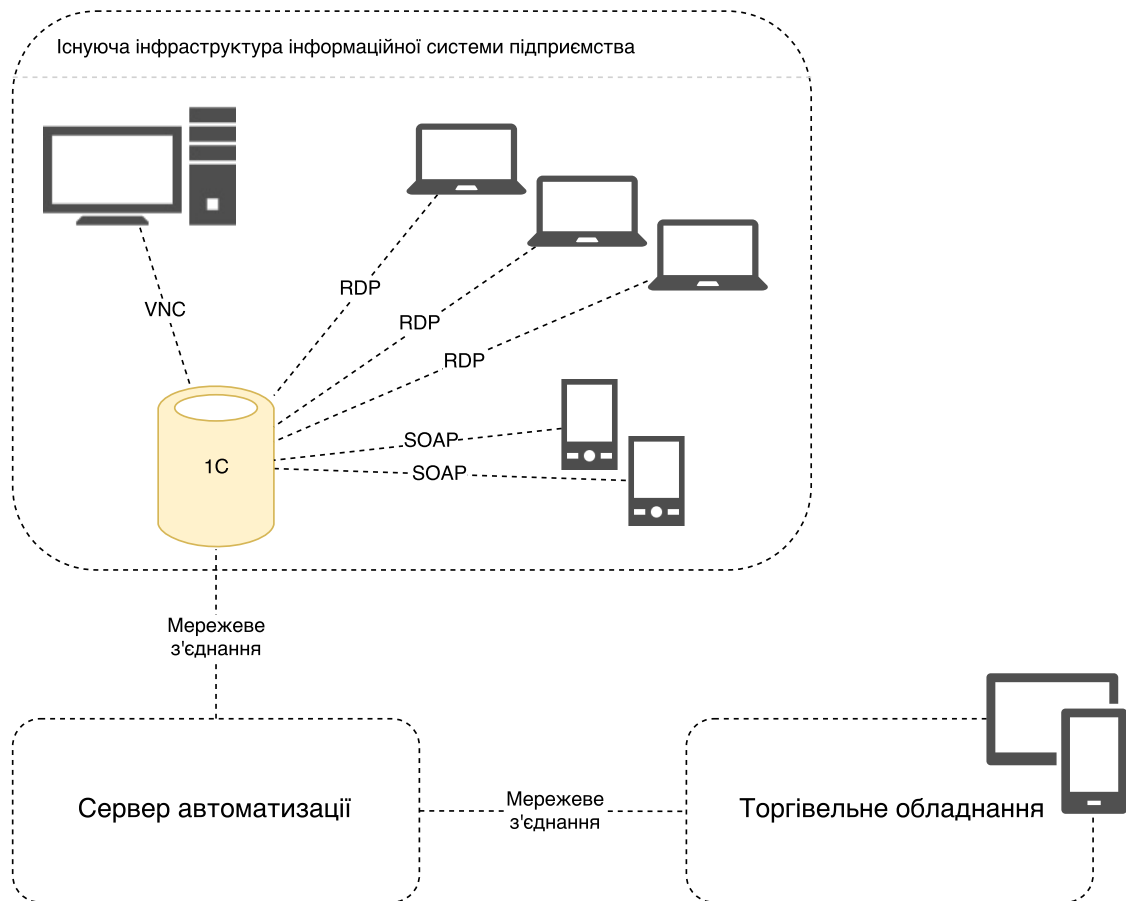 Існуюча інфраструктура інформаційної системи підприємства
RDP
VNC
RDP
RDP
SOAP
SOAP
1C
Мережеве
з'єднання
Сервер автоматизації
Мережеве
з'єднання
Торгівельне обладнання